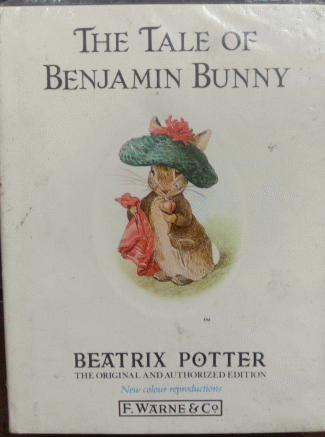 THE TALE OF
BENJAMIN BUNNY
™
BEATRIX POTTER
THE ORIGINAL AND AUTHORIZED EDITION
New colour reproductions
F. WARNE & Co